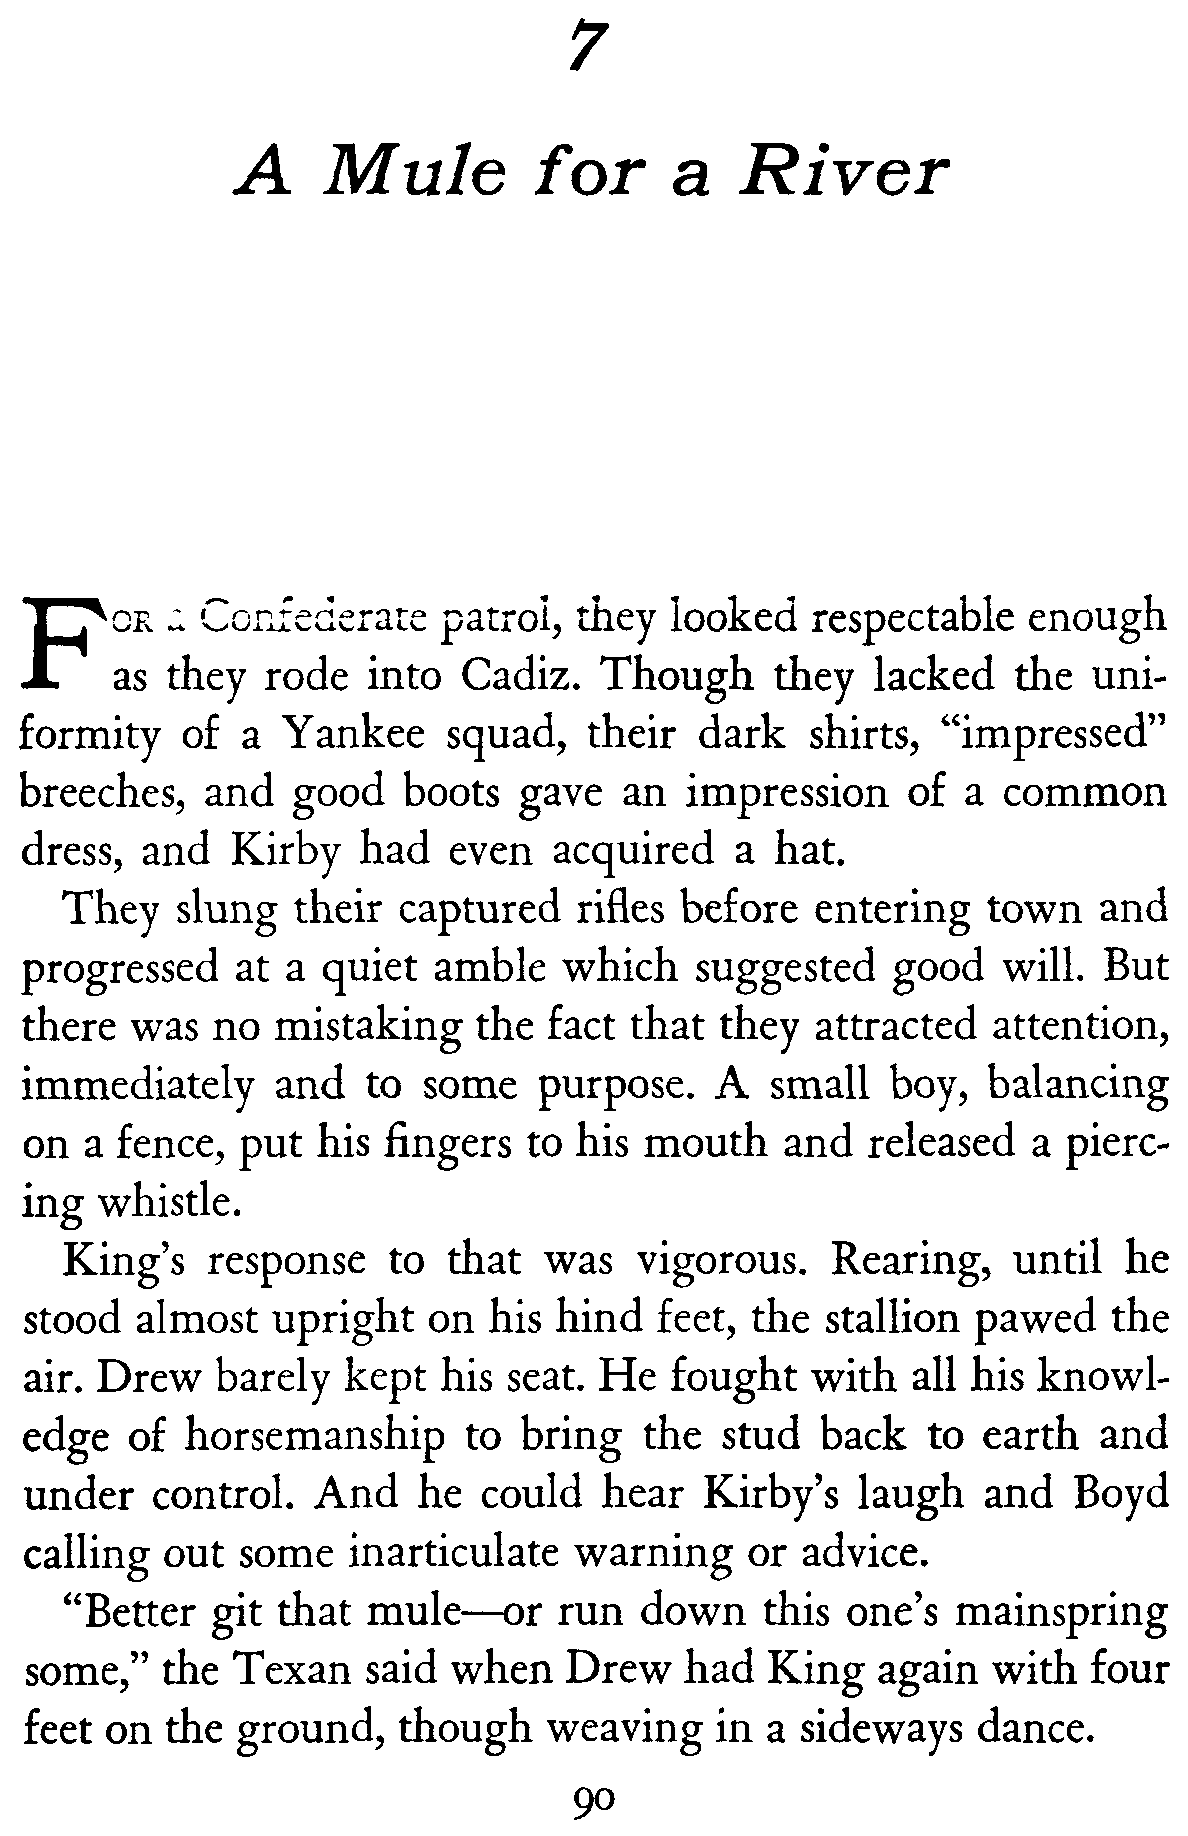 7
A Mule for a River
FOR a Confederate patrol, they looked respectable enough
as they rode into Cadiz. Though they lacked the uni-
formity of a Yankee squad, their dark shirts, “impressed”
breeches, and good boots gave an impression of a common
dress, and Kirby had even acquired a hat.
They slung their captured rifles before entering town and
progressed at a quiet amble which suggested good will. But
there was no mistaking the fact that they attracted attention,
immediately and to some purpose. A small boy, balancing
on a fence, put his fingers to his mouth and released a pierc-
ing whistle.
King’s response to that was vigorous. Rearing, until he
stood almost upright on his hind feet, the stallion pawed the
air. Drew barely kept his seat. He fought with all his knowl-
edge of horsemanship to bring the stud back to earth and
under control. And he could hear Kirby’s laugh and Boyd
calling out some inarticulate warning or advice.
“Better git that mule—or run down this one’s mainspring
some,” the Texan said when Drew had King again with four
feet on the ground, though weaving in a sideways dance.
90